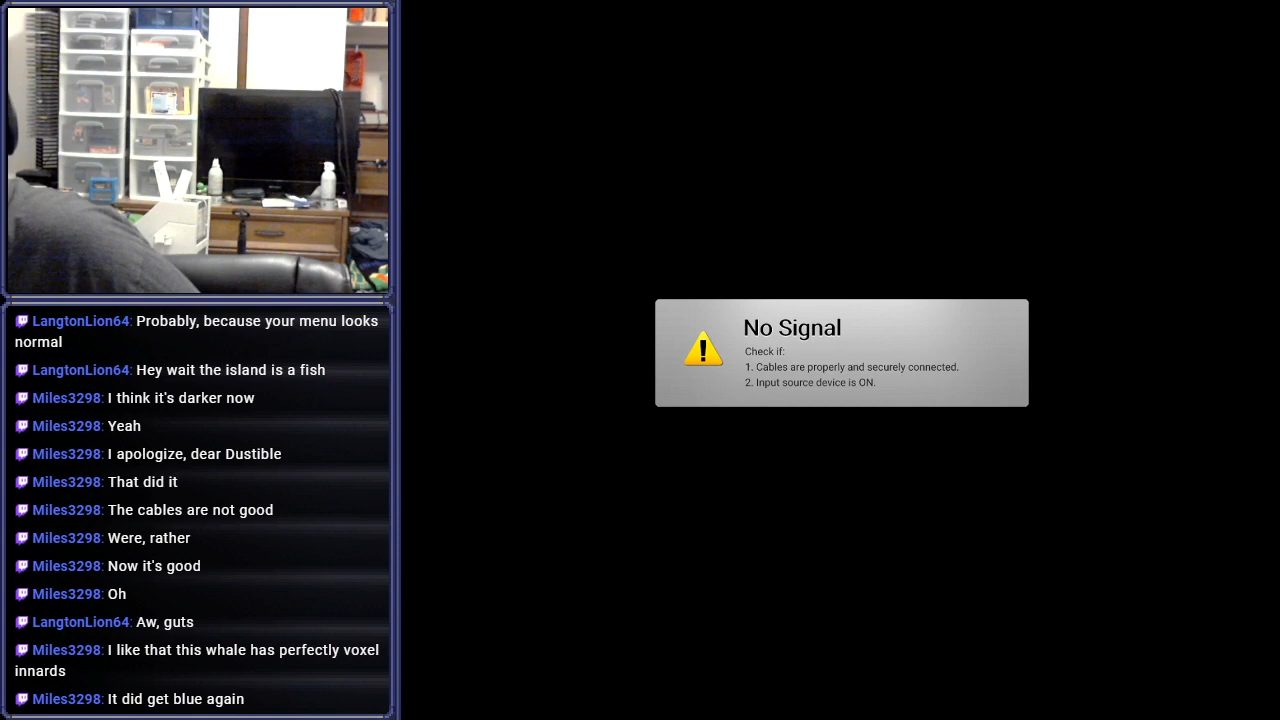 LangtonLion64: Probably, because your menu looks
normal
LangtonLion64: Hey wait the island is a fish
Miles3298: I think it's darker now
Miles3298: Yeah
Miles3298: I apologize, dear Dustible
Miles3298: That did it
Miles3298: The cables are not good
Miles3298: Were, rather
Miles3298: Now it's good
Miles3298: Oh
LangtonLion64: Aw, guts
Miles3298: I like that this whale has perfectly voxel
innards
Miles3298: It did get blue again
No Signal
Check if:
1. Cables are properly and securely connected.
2. Input source device is ON.